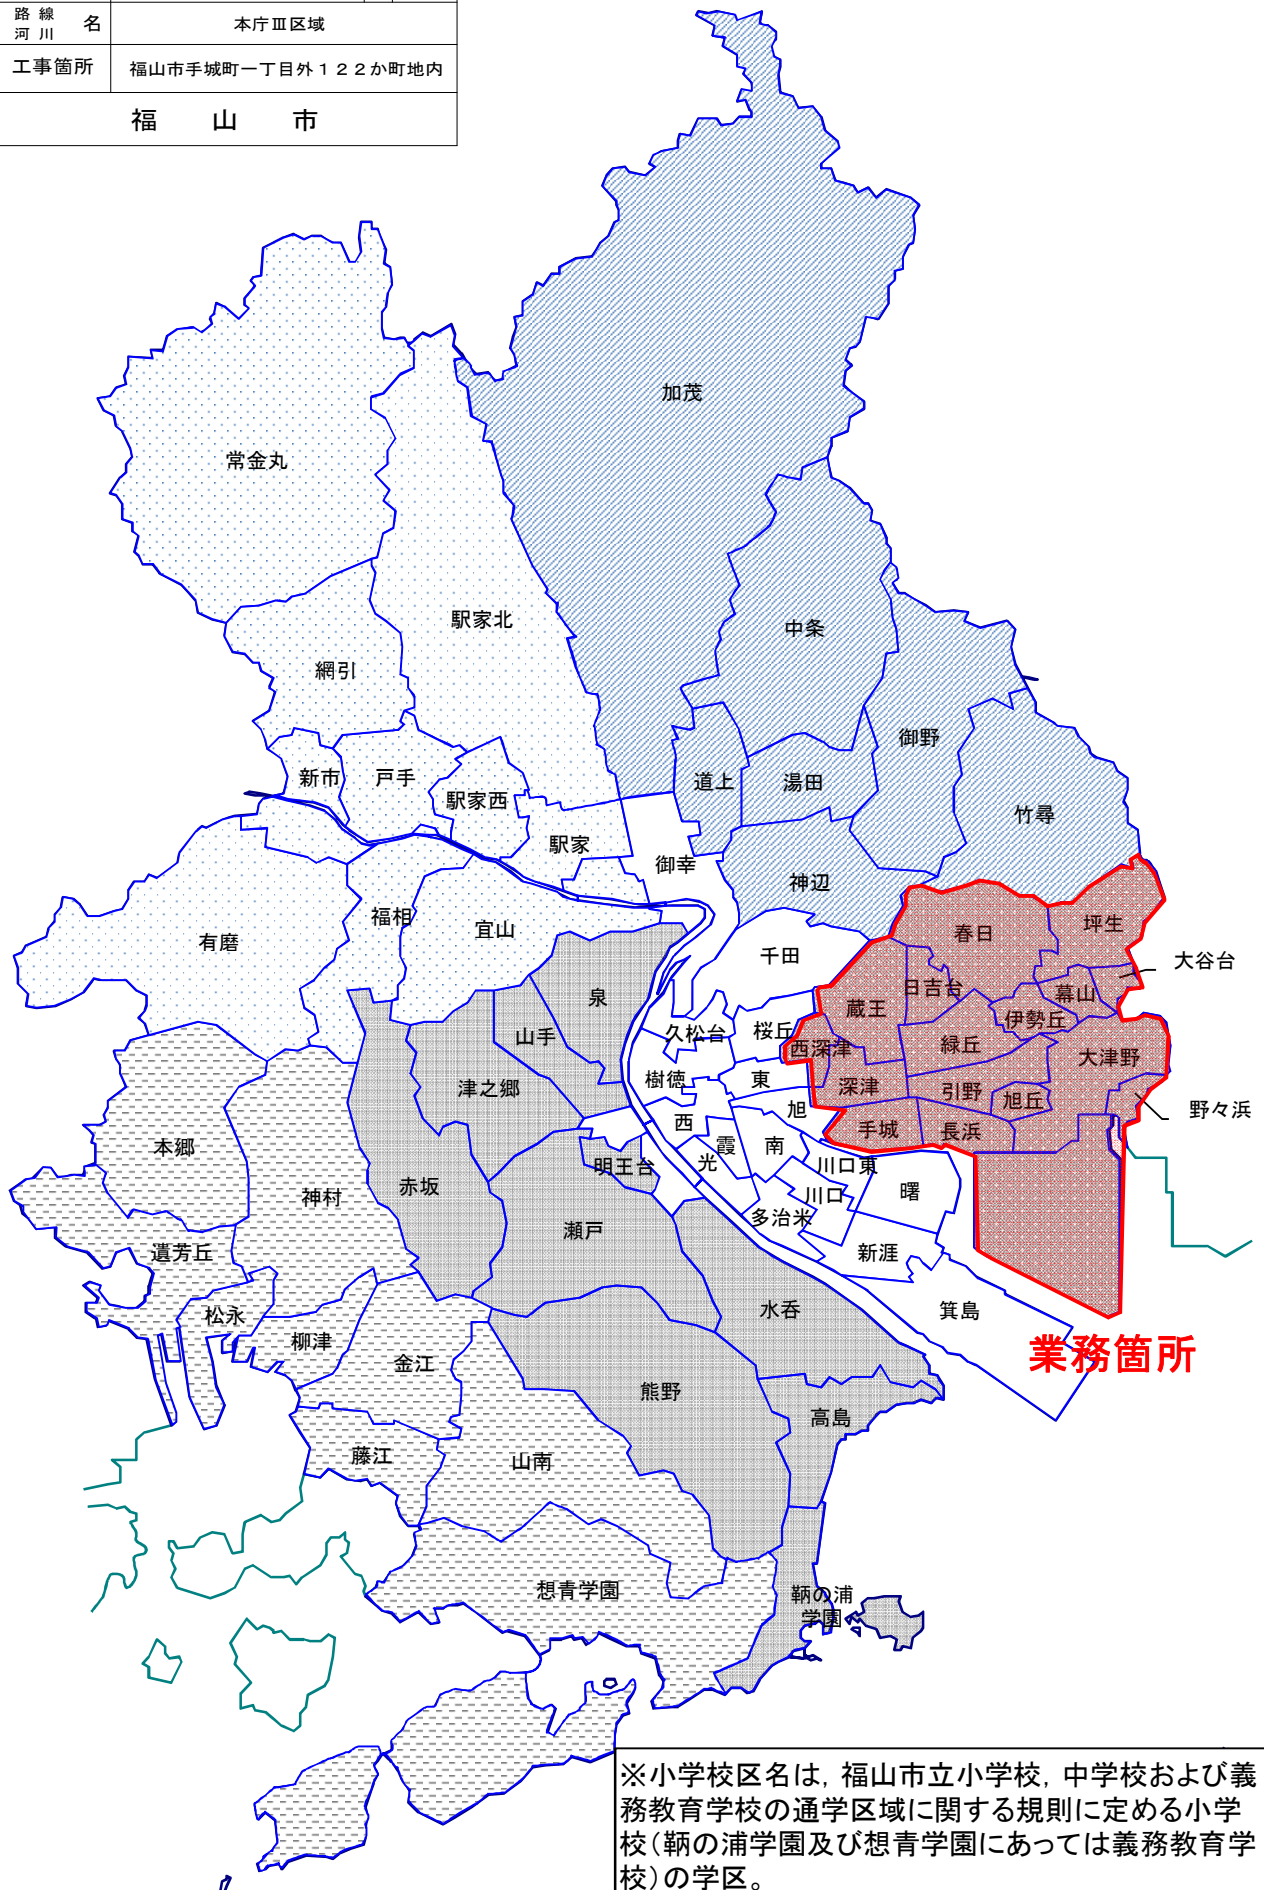 路線
河川 名 本庁Ⅲ区域
工事箇所 福山市手城町一丁目外122か町地内
福 山 市
加茂
常金丸
駅家北
中条
網引
御野
新市
戸手
道上
湯田
駅家西
竹尋
駅家
御幸
神辺
福相
宜山
坪生
春日
有磨
千田
大谷台
泉
日吉台
幕山
蔵王
伊勢丘
山手
久松台
桜丘
西深津
緑丘
大津野
津之郷
樹徳
東
深津
引野
旭丘
旭
野々浜
西
手城
長浜
本郷
霞
南
光
明王台
川口東
赤坂
神村
川口
曙
多治米
瀬戸
遺芳丘
新涯
松永
水呑
箕島
柳津
業務箇所
金江
熊野
高島
藤江
山南
想青学園
鞆の浦
学園
※小学校区名は，福山市立小学校，中学校および義
務教育学校の通学区域に関する規則に定める小学
校（鞆の浦学園及び想青学園にあっては義務教育学
校）の学区。